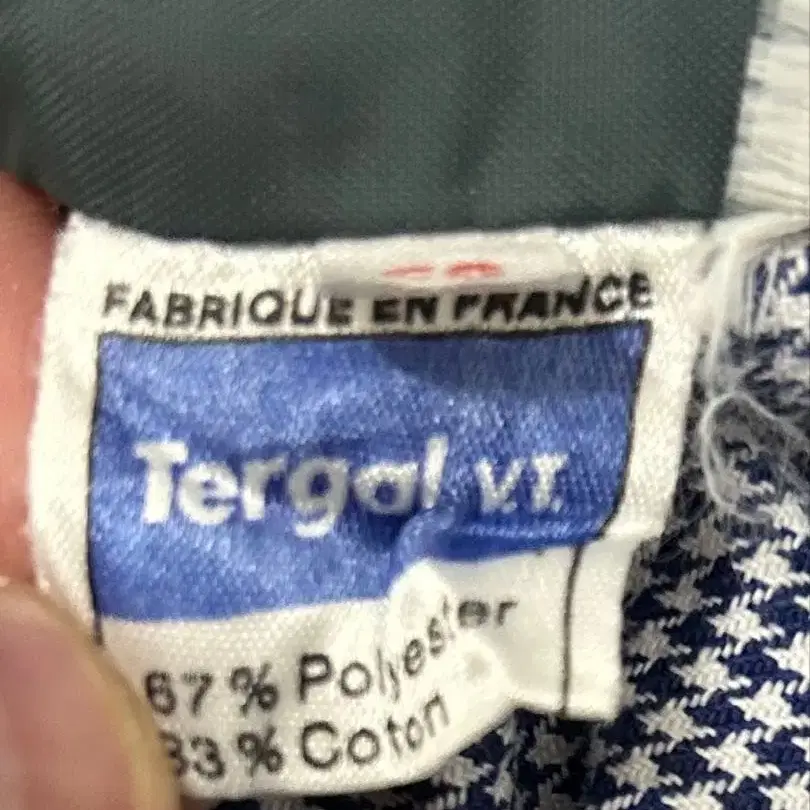 FABRIQUE EN FRANCE
Tergal V.T.
67 % Polyester
33 % Coton